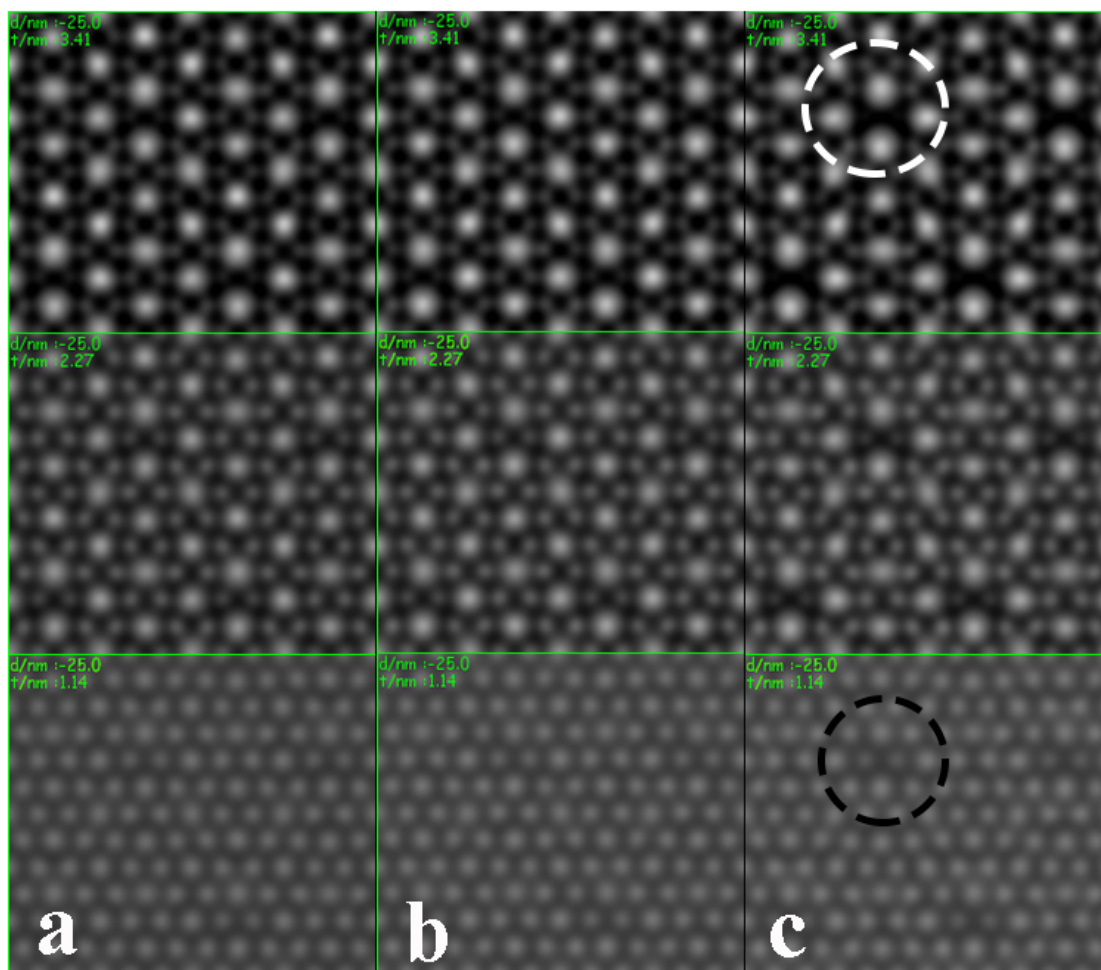 d/nm :-25.0
t/nm :3.41
d/nm :-25.0
t/nm :3.41
d/nm :-25.0
t/nm :3.41
d/nm :-25.0
t/nm :2.27
d/nm :-25.0
t/nm :2.27
d/nm :-25.0
t/nm :2.27
d/nm :-25.0
t/nm :1.14
d/nm :-25.0
t/nm :1.14
d/nm :-25.0
t/nm :1.14
a
b
c